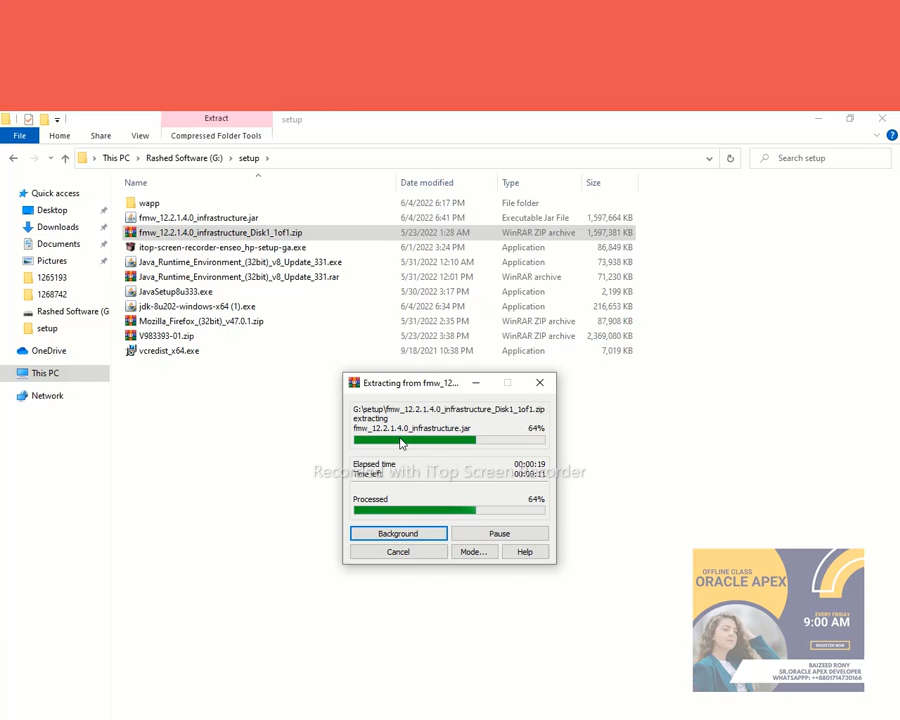 Extract
setup
File
Home
Share
View
Compressed Folder Tools
This PC
Rashed Software (G:)
setup
Search setup
Name
Date modified
Type
Size
Quick access
Desktop
Downloads
Documents
Pictures
1265193
1268742
Rashed Software (G
setup
OneDrive
This PC
Network
wapp 6/4/2022 6:17 PM File folder
fmw_12.2.1.4.0_infrastructure.jar 6/4/2022 6:41 PM Executable Jar File 1,597,664 KB
fmw_12.2.1.4.0_infrastructure_Disk1_1of1.zip 5/23/2022 1:28 AM WinRAR ZIP archive 1,597,381 KB
itop-screen-recorder-enseo_hp-setup-ga.exe 6/1/2022 3:24 PM Application 86,849 KB
Java_Runtime_Environment_(32bit)_v8_Update_331.exe 5/31/2022 12:10 AM Application 73,938 KB
Java_Runtime_Environment_(32bit)_v8_Update_331.rar 5/31/2022 12:01 PM WinRAR archive 71,230 KB
JavaSetup8u333.exe 5/30/2022 3:17 PM Application 2,199 KB
jdk-8u202-windows-x64 (1).exe 6/4/2022 6:34 PM Application 216,653 KB
Mozilla_Firefox_(32bit)_v47.0.1.zip 5/31/2022 2:35 PM WinRAR ZIP archive 87,908 KB
V983393-01.zip 5/23/2022 3:38 PM WinRAR ZIP archive 2,369,080 KB
vcredist_x64.exe 9/18/2021 10:38 PM Application 7,019 KB
Extracting from fmw_12...
G:\setup\fmw_12.2.1.4.0_infrastructure_Disk1_1of1.zip
extracting
fmw_12.2.1.4.0_infrastructure.jar 64%
Elapsed time 00:00:19
Time left 00:00:11
Recorded with iTop Screen Recorder
Processed 64%
Background
Pause
Cancel
Mode...
Help
OFFLINE CLASS
ORACLE APEX
EVERY FRIDAY
9:00 AM
REGISTER NOW
BAIZEED RONY
SR.ORACLE APEX DEVELOPER
WHATSAPPP: ++8801714730166